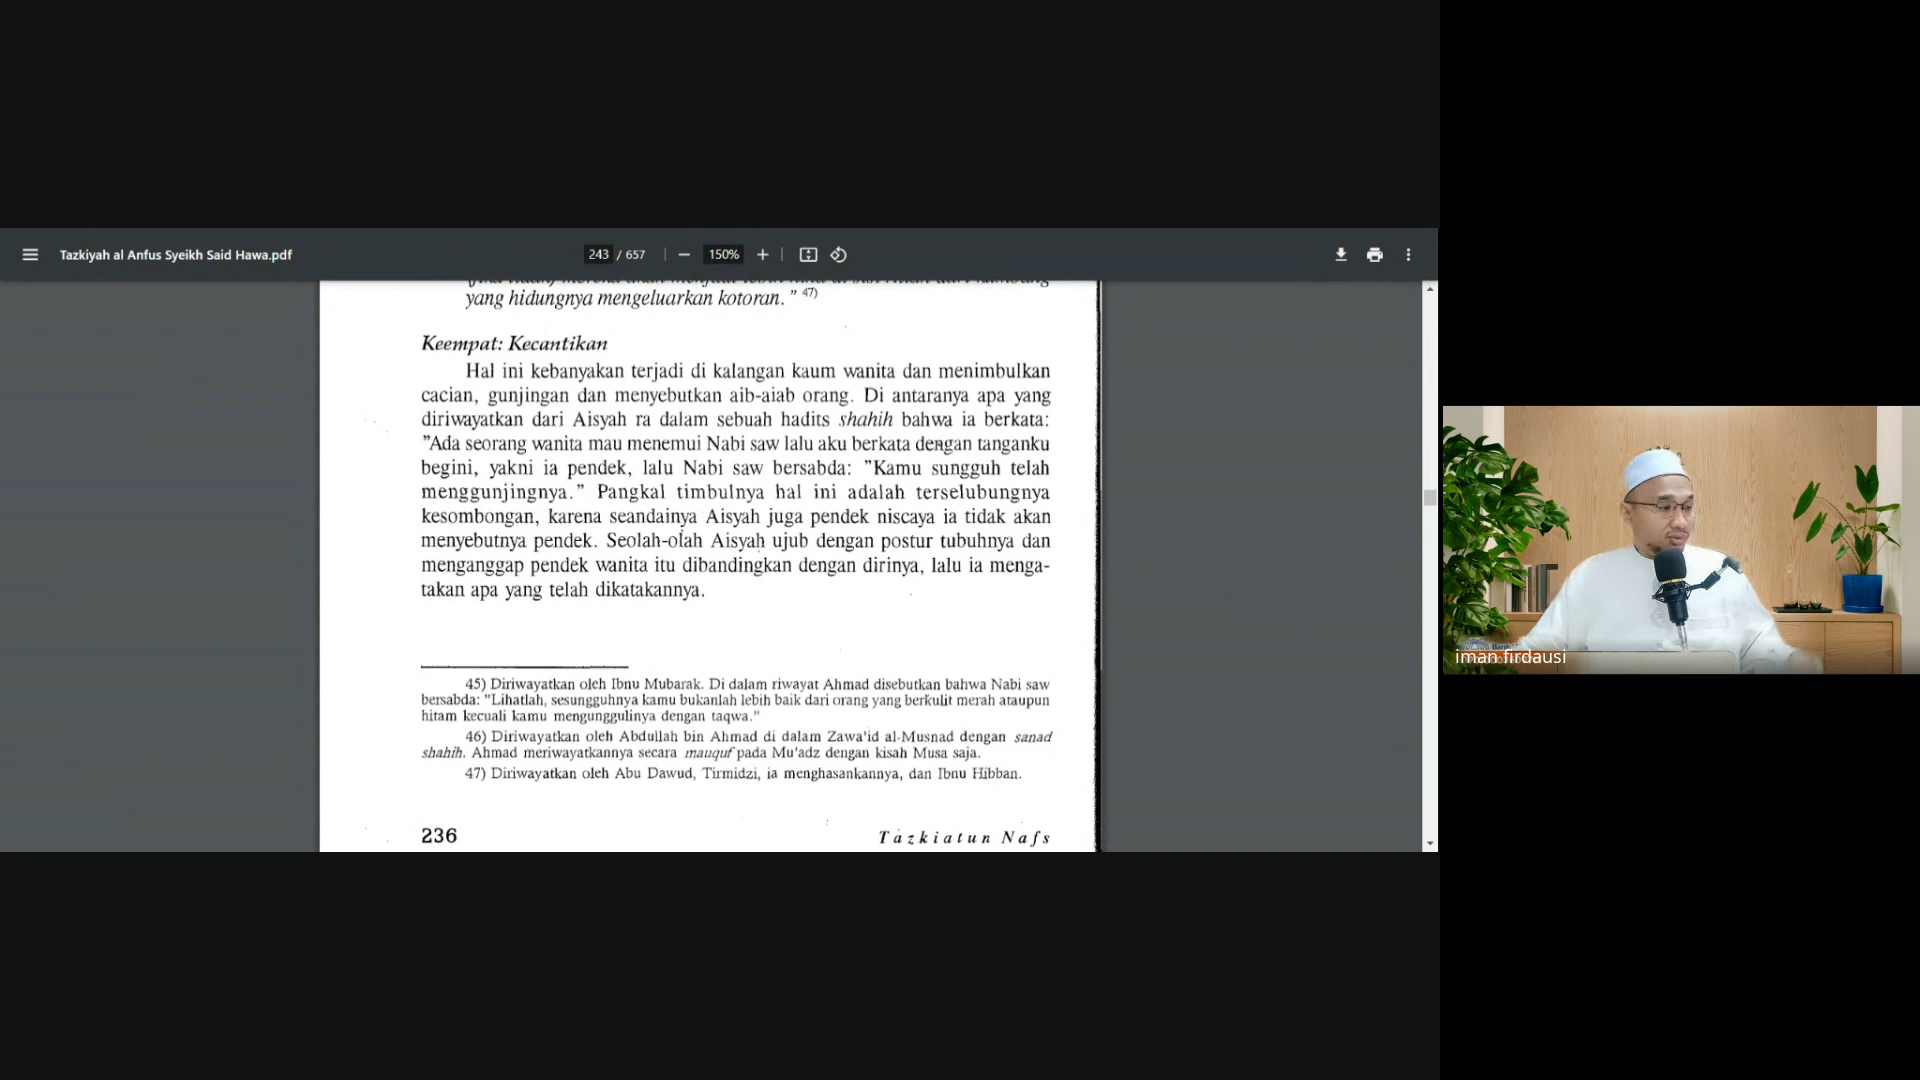 Tazkiyah al Anfus Syeikh Said Hawa.pdf
243 / 657
150%
yang hidungnya mengeluarkan kotoran." 47)
Keempat: Kecantikan
Hal ini kebanyakan terjadi di kalangan kaum wanita dan menimbulkan
cacian, gunjingan dan menyebutkan aib-aiab orang. Di antaranya apa yang
diriwayatkan dari Aisyah ra dalam sebuah hadits shahih bahwa ia berkata:
"Ada seorang wanita mau menemui Nabi saw lalu aku berkata dengan tanganku
begini, yakni ia pendek, lalu Nabi saw bersabda: "Kamu sungguh telah
menggunjingnya." Pangkal timbulnya hal ini adalah terselubungnya
kesombongan, karena seandainya Aisyah juga pendek niscaya ia tidak akan
menyebutnya pendek. Seolah-olah Aisyah ujub dengan postur tubuhnya dan
menganggap pendek wanita itu dibandingkan dengan dirinya, lalu ia menga-
takan apa yang telah dikatakannya.
45) Diriwayatkan oleh Ibnu Mubarak. Di dalam riwayat Ahmad disebutkan bahwa Nabi saw
bersabda: "Lihatlah, sesungguhnya kamu bukanlah lebih baik dari orang yang berkulit merah ataupun
hitam kecuali kamu mengunggulinya dengan taqwa."
46) Diriwayatkan oleh Abdullah bin Ahmad di dalam Zawa'id al-Musnad dengan sanad
shahih. Ahmad meriwayatkannya secara mauquf pada Mu'adz dengan kisah Musa saja.
47) Diriwayatkan oleh Abu Dawud, Tirmidzi, ia menghasankannya, dan Ibnu Hibban.
236
Tazkiatun Nafs
iman firdausi